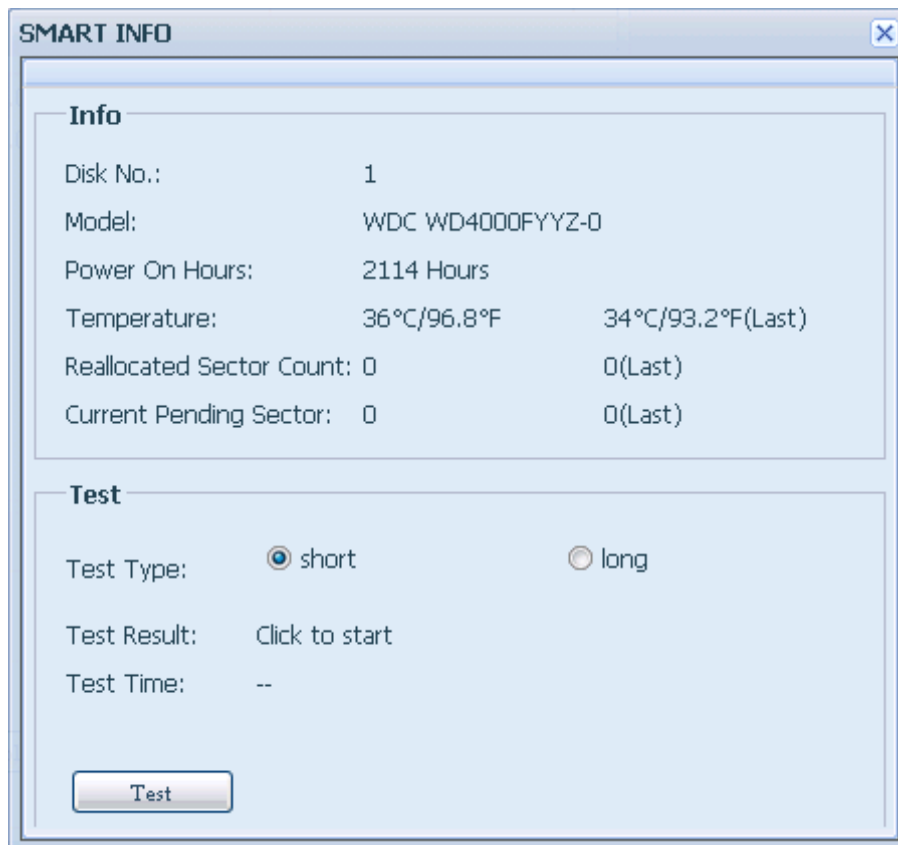 SMART INFO
Info
Disk No.: 1
Model: WDC WD4000FYYZ-0
Power On Hours: 2114 Hours
Temperature: 36°C/96.8°F 34°C/93.2°F(Last)
Reallocated Sector Count: 0 0(Last)
Current Pending Sector: 0 0(Last)
Test
Test Type: short long
Test Result: Click to start
Test Time: --
Test